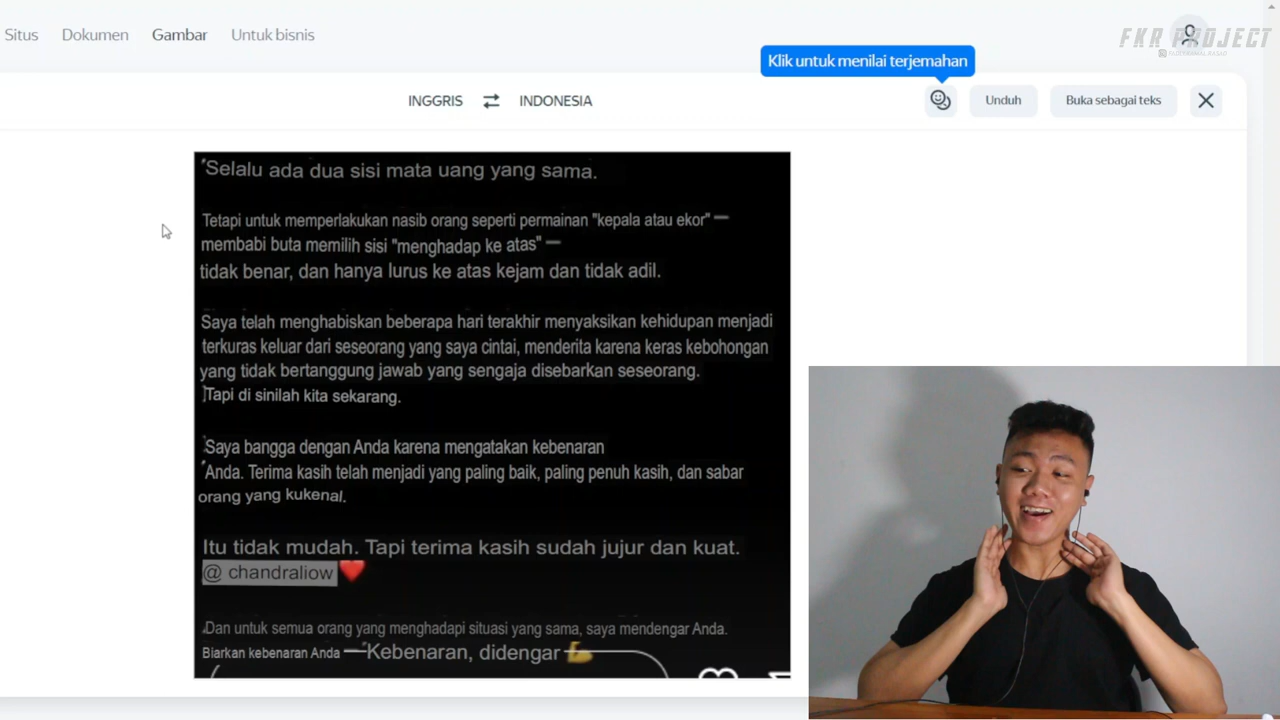 Situs Dokumen Gambar Untuk bisnis
FKR PROJECT
Klik untuk menilai terjemahan
INGGRIS INDONESIA
Unduh
Buka sebagai teks
"Selalu ada dua sisi mata uang yang sama.
Tetapi untuk memperlakukan nasib orang seperti permainan "kepala atau ekor" —
membabi buta memilih sisi "menghadap ke atas" —
tidak benar, dan hanya lurus ke atas kejam dan tidak adil.
Saya telah menghabiskan beberapa hari terakhir menyaksikan kehidupan menjadi
terkuras keluar dari seseorang yang saya cintai, menderita karena keras kebohongan
yang tidak bertanggung jawab yang sengaja disebarkan seseorang.
Tapi di sinilah kita sekarang.
Saya bangga dengan Anda karena mengatakan kebenaran
Anda. Terima kasih telah menjadi yang paling baik, paling penuh kasih, dan sabar
orang yang kukenal.
Itu tidak mudah. Tapi terima kasih sudah jujur dan kuat.
@ chandraliow ❤️
Dan untuk semua orang yang menghadapi situasi yang sama, saya mendengar Anda.
Biarkan kebenaran Anda — Kebenaran, didengar 💪